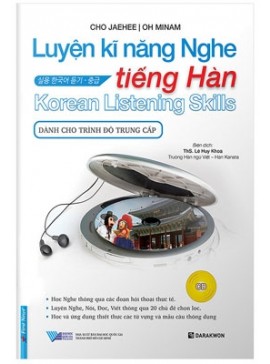 CHO JAEHEE | OH MINAM
Luyện kĩ năng Nghe
실용 한국어 듣기 - 중급
tiếng Hàn
Korean Listening Skills
DÀNH CHO TRÌNH ĐỘ TRUNG CẤP
Biên dịch:
ThS. Lê Huy Khoa
Trường Hàn ngữ Việt - Hàn Kanata
CD
• Học Nghe thông qua các đoạn hội thoại thực tế.
• Luyện Nghe, Nói, Đọc, Viết thông qua 20 chủ đề chọn lọc.
• Học và ứng dụng thiết thực các từ vựng và mẫu câu thông dụng
First News
DARAKWON